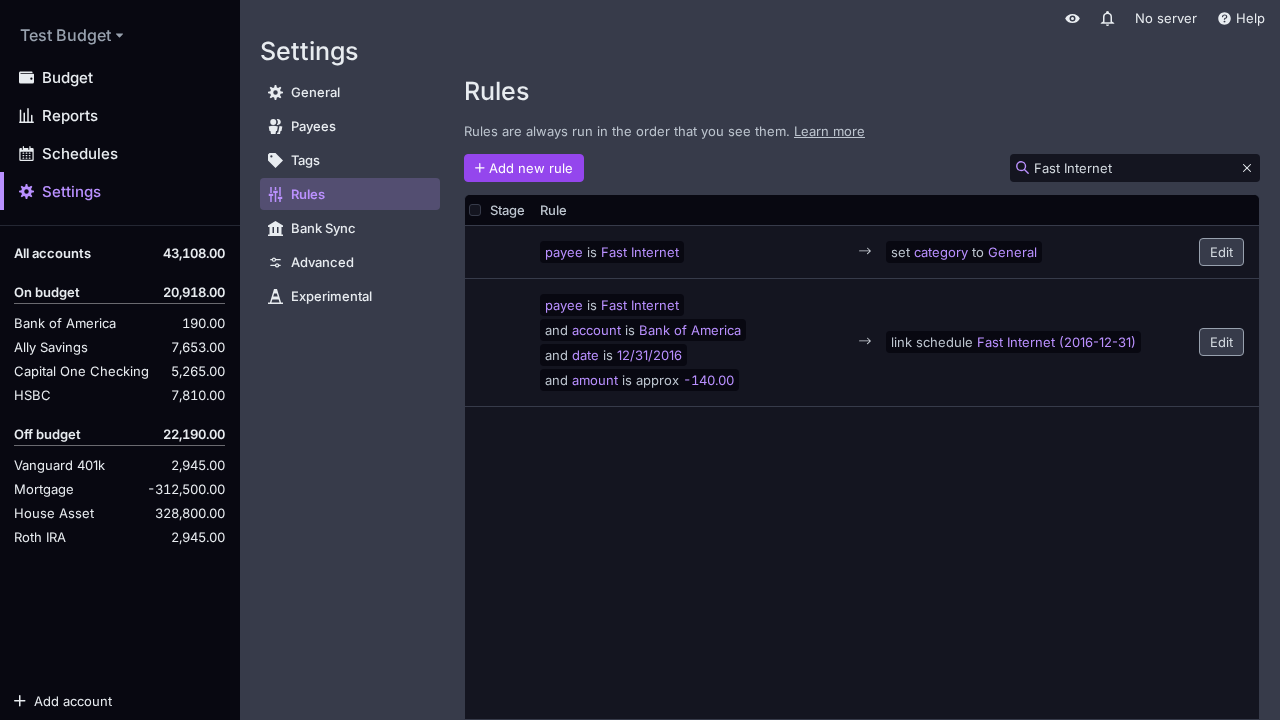 Test Budget
Budget
Reports
Schedules
Settings
All accounts 43,108.00
On budget 20,918.00
Bank of America 190.00
Ally Savings 7,653.00
Capital One Checking 5,265.00
HSBC 7,810.00
Off budget 22,190.00
Vanguard 401k 2,945.00
Mortgage -312,500.00
House Asset 328,800.00
Roth IRA 2,945.00
Add account
No server
Help
Settings
General
Payees
Tags
Rules
Bank Sync
Advanced
Experimental
Rules
Rules are always run in the order that you see them. Learn more
Add new rule
Fast Internet
Stage Rule
payee is Fast Internet → set category to General Edit
payee is Fast Internet
and account is Bank of America
and date is 12/31/2016
and amount is approx -140.00
→ link schedule Fast Internet (2016-12-31) Edit